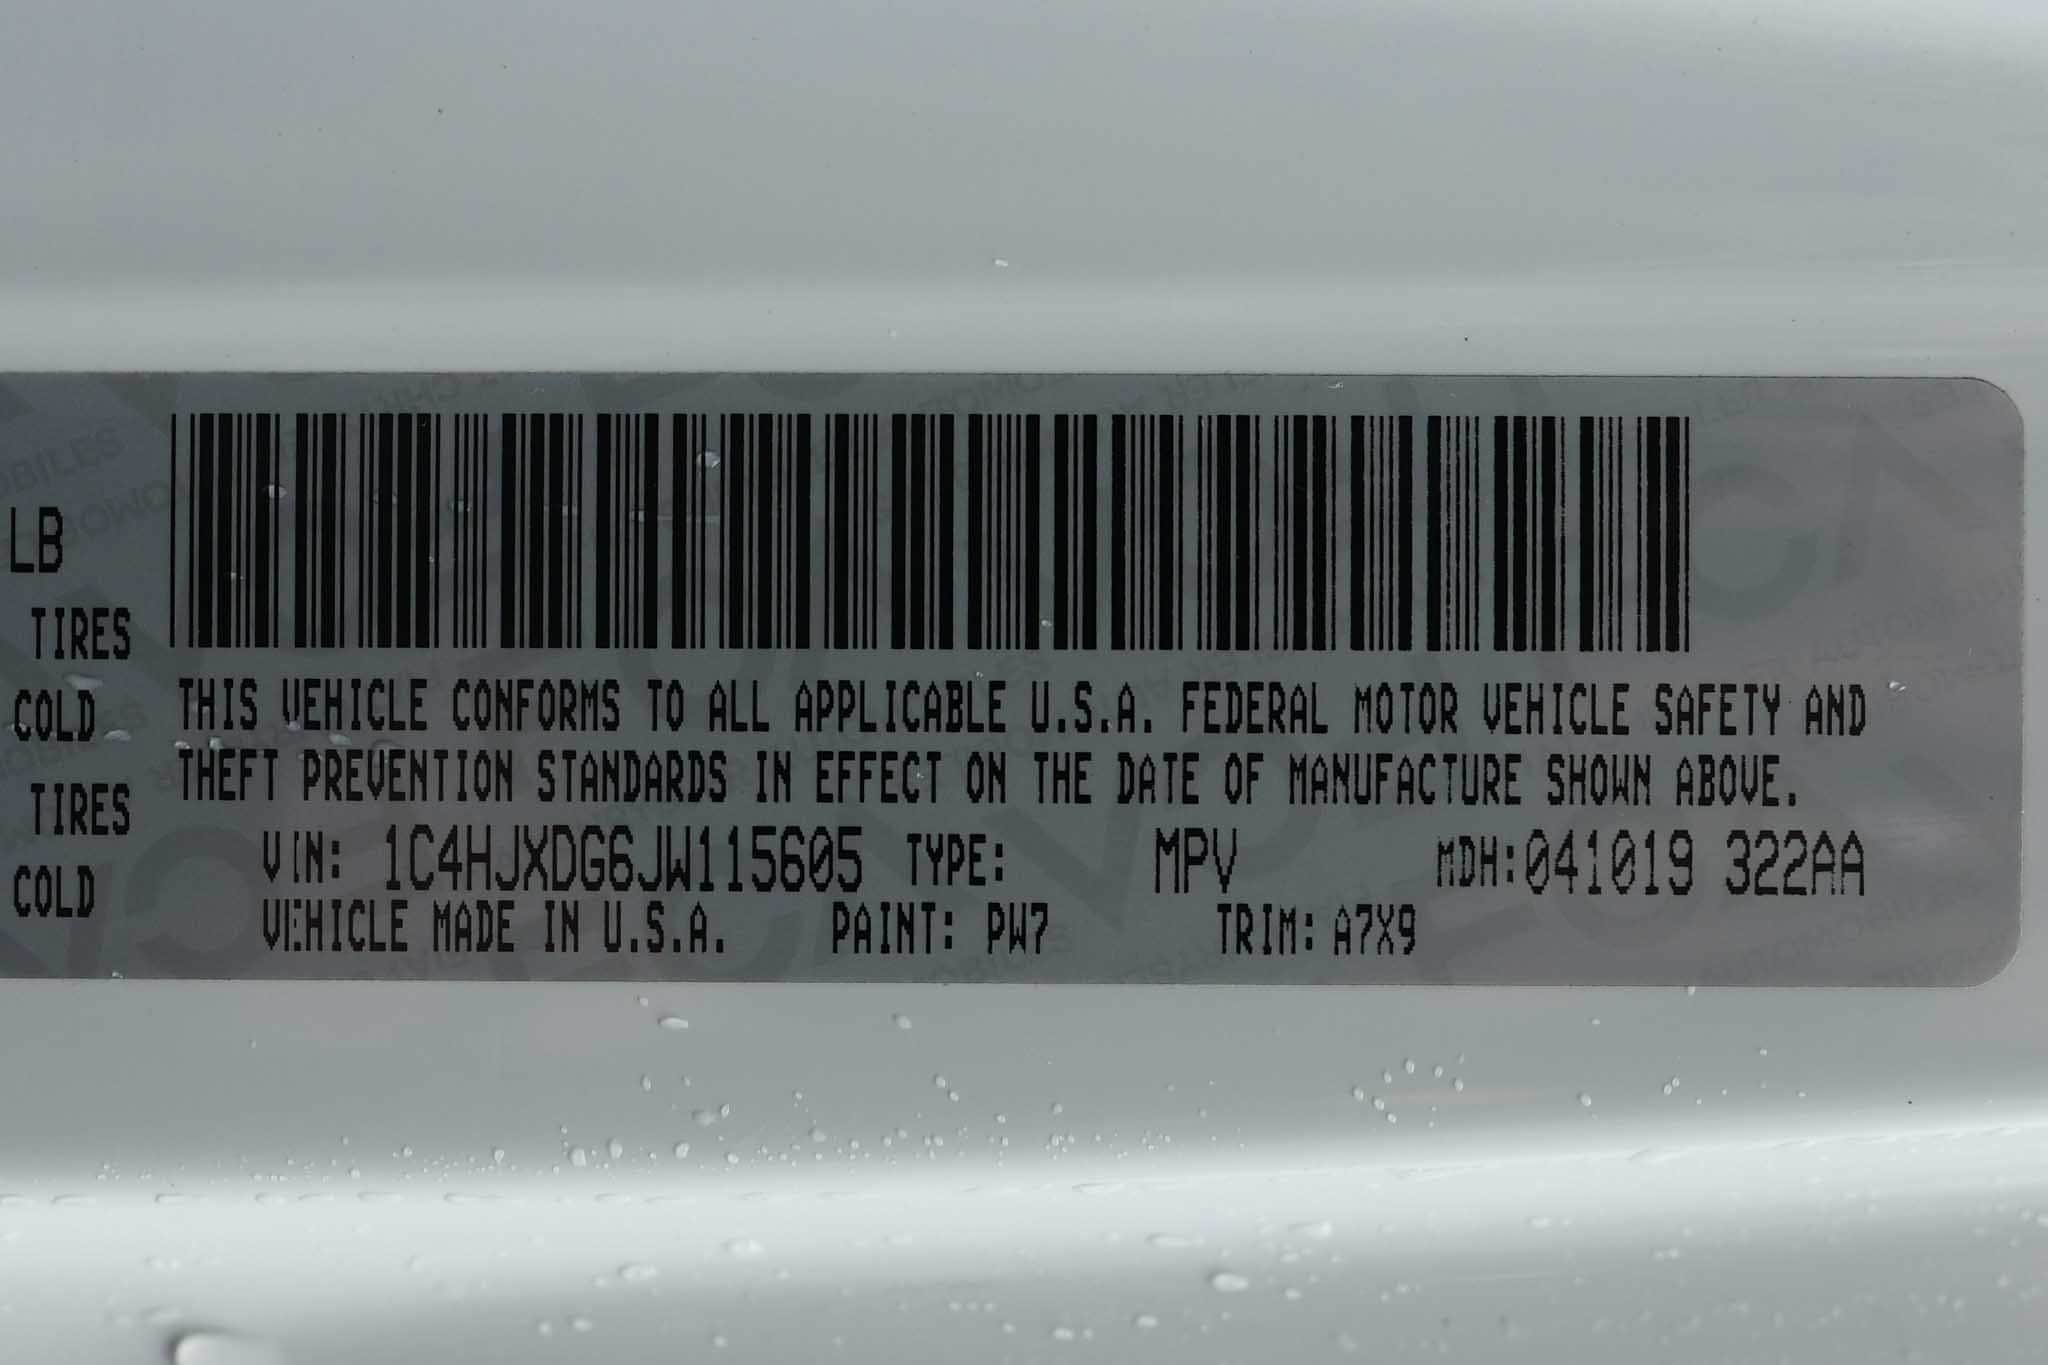 LB
TIRES
COLD
TIRES
COLD
THIS VEHICLE CONFORMS TO ALL APPLICABLE U.S.A. FEDERAL MOTOR VEHICLE SAFETY AND
THEFT PREVENTION STANDARDS IN EFFECT ON THE DATE OF MANUFACTURE SHOWN ABOVE.
VIN: 1C4HJXDG6JW115605 TYPE: MPV MDH:041019 322AA
VEHICLE MADE IN U.S.A. PAINT: PW7 TRIM: A7X9